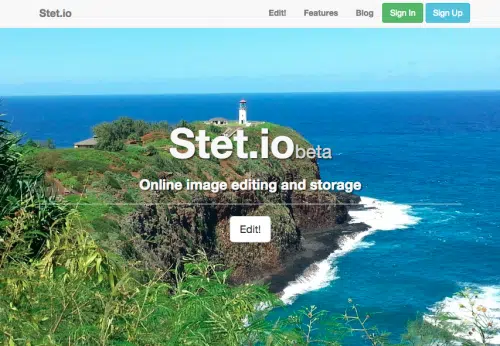 Stet.io
Edit!
Features
Blog
Sign In
Sign Up
Stet.io beta
Online image editing and storage
Edit!